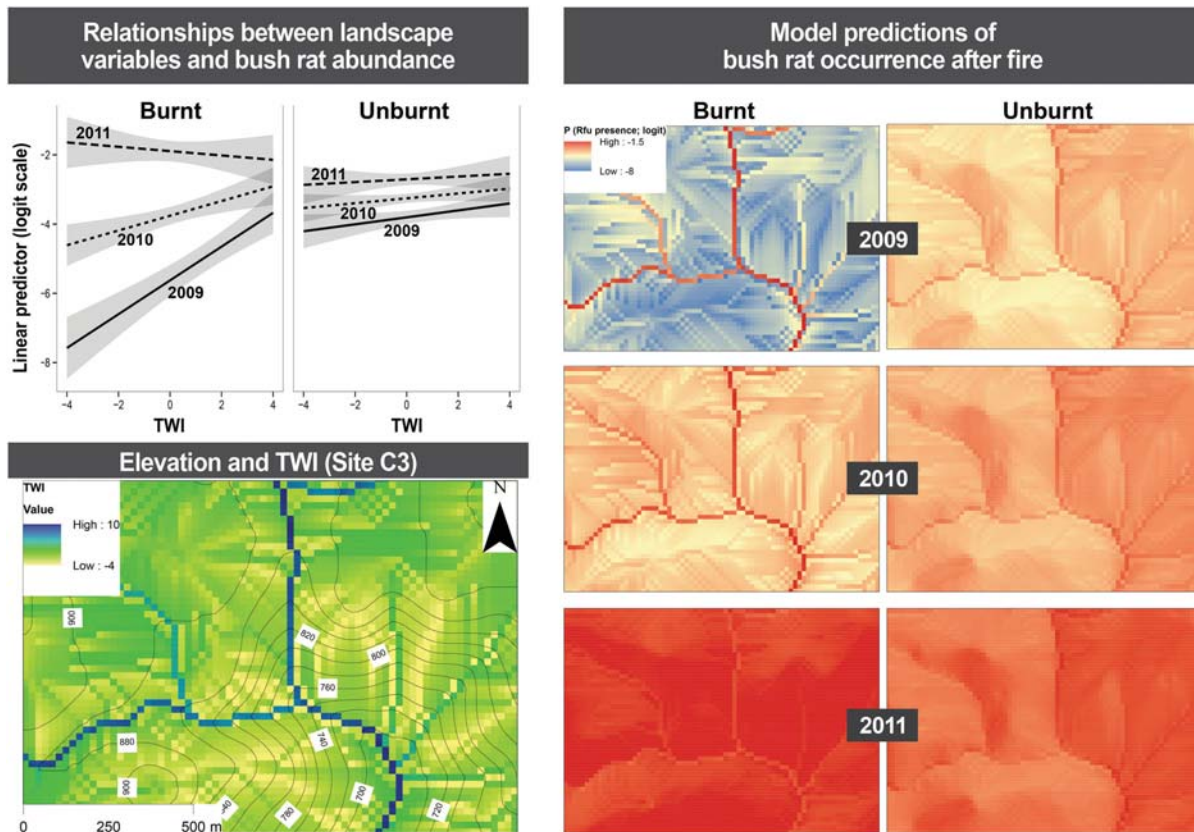 Relationships between landscape
variables and bush rat abundance
Burnt
Unburnt
Linear predictor (logit scale)
-2
-4
-6
-8
2011
2010
2009
2011
2010
2009
-4
-2
0
2
4
-4
-2
0
2
4
TWI
TWI
Elevation and TWI (Site C3)
TWI
Value
High : 10
Low : -4
N
900
820
800
760
740
880
900
780
700
720
0
250
500 m
Model predictions of
bush rat occurrence after fire
Burnt
Unburnt
P (Rfu presence; logit)
High : -1.5
Low : -8
2009
2010
2011